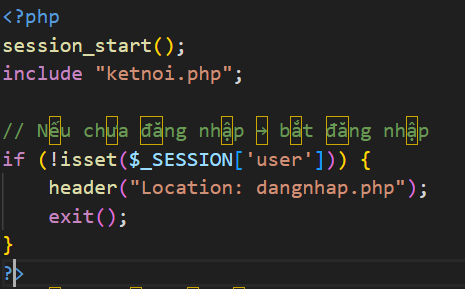 <?php
session_start();
include "ketnoi.php";

// Nếu chưa đăng nhập → bắt đăng nhập
if (!isset($_SESSION['user'])) {
    header("Location: dangnhap.php");
    exit();
}
?>